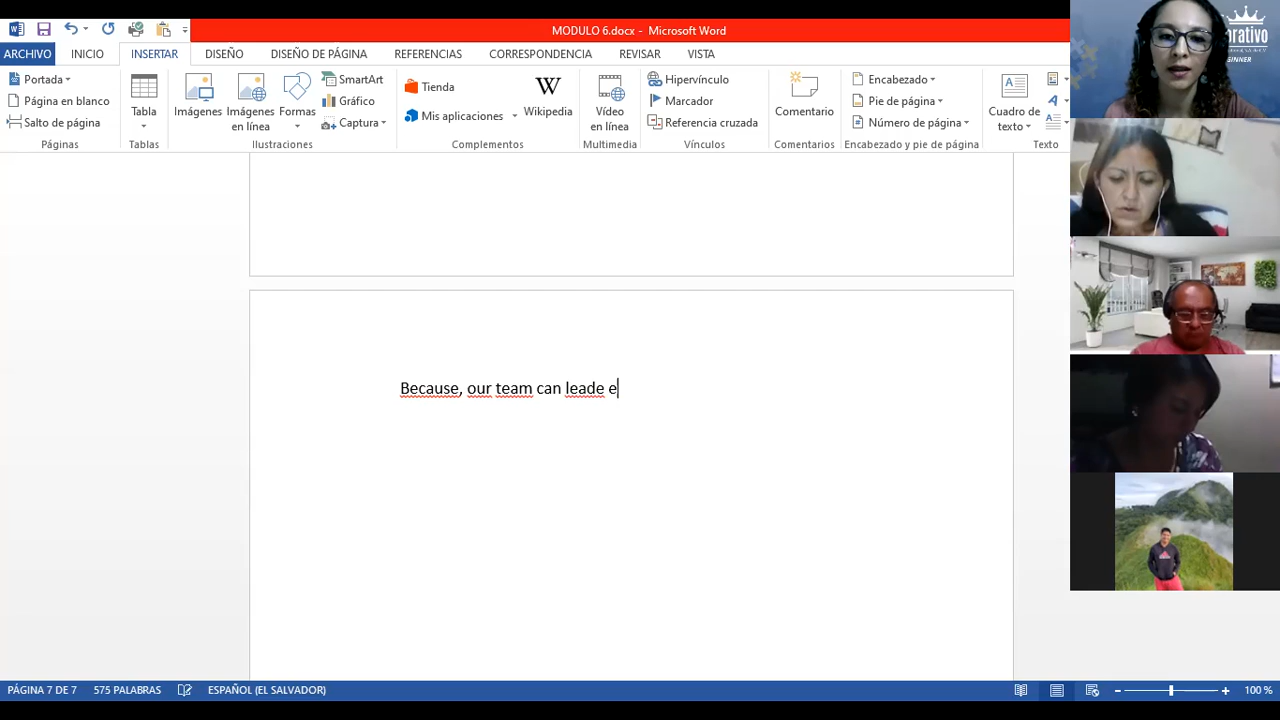 MODULO 6.docx - Microsoft Word
ARCHIVO INICIO INSERTAR DISEÑO DISEÑO DE PÁGINA REFERENCIAS CORRESPONDENCIA REVISAR VISTA
Portada
Página en blanco
Salto de página
Páginas
Tabla
Tablas
Imágenes
Imágenes en línea
Formas
SmartArt
Gráfico
Captura
Ilustraciones
Tienda
Mis aplicaciones
W
Wikipedia
Complementos
Vídeo en línea
Multimedia
Hipervínculo
Marcador
Referencia cruzada
Vínculos
Comentario
Comentarios
Encabezado
Pie de página
Número de página
Encabezado y pie de página
Cuadro de texto
Texto
orativo
GINNER
Because, our team can leade e
PÁGINA 7 DE 7 575 PALABRAS ESPAÑOL (EL SALVADOR) 100 %